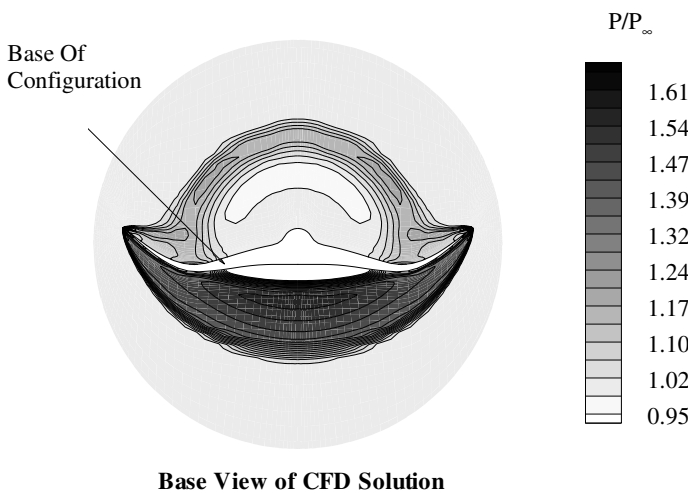 P/P∞
Base Of
Configuration
1.61
1.54
1.47
1.39
1.32
1.24
1.17
1.10
1.02
0.95
Base View of CFD Solution